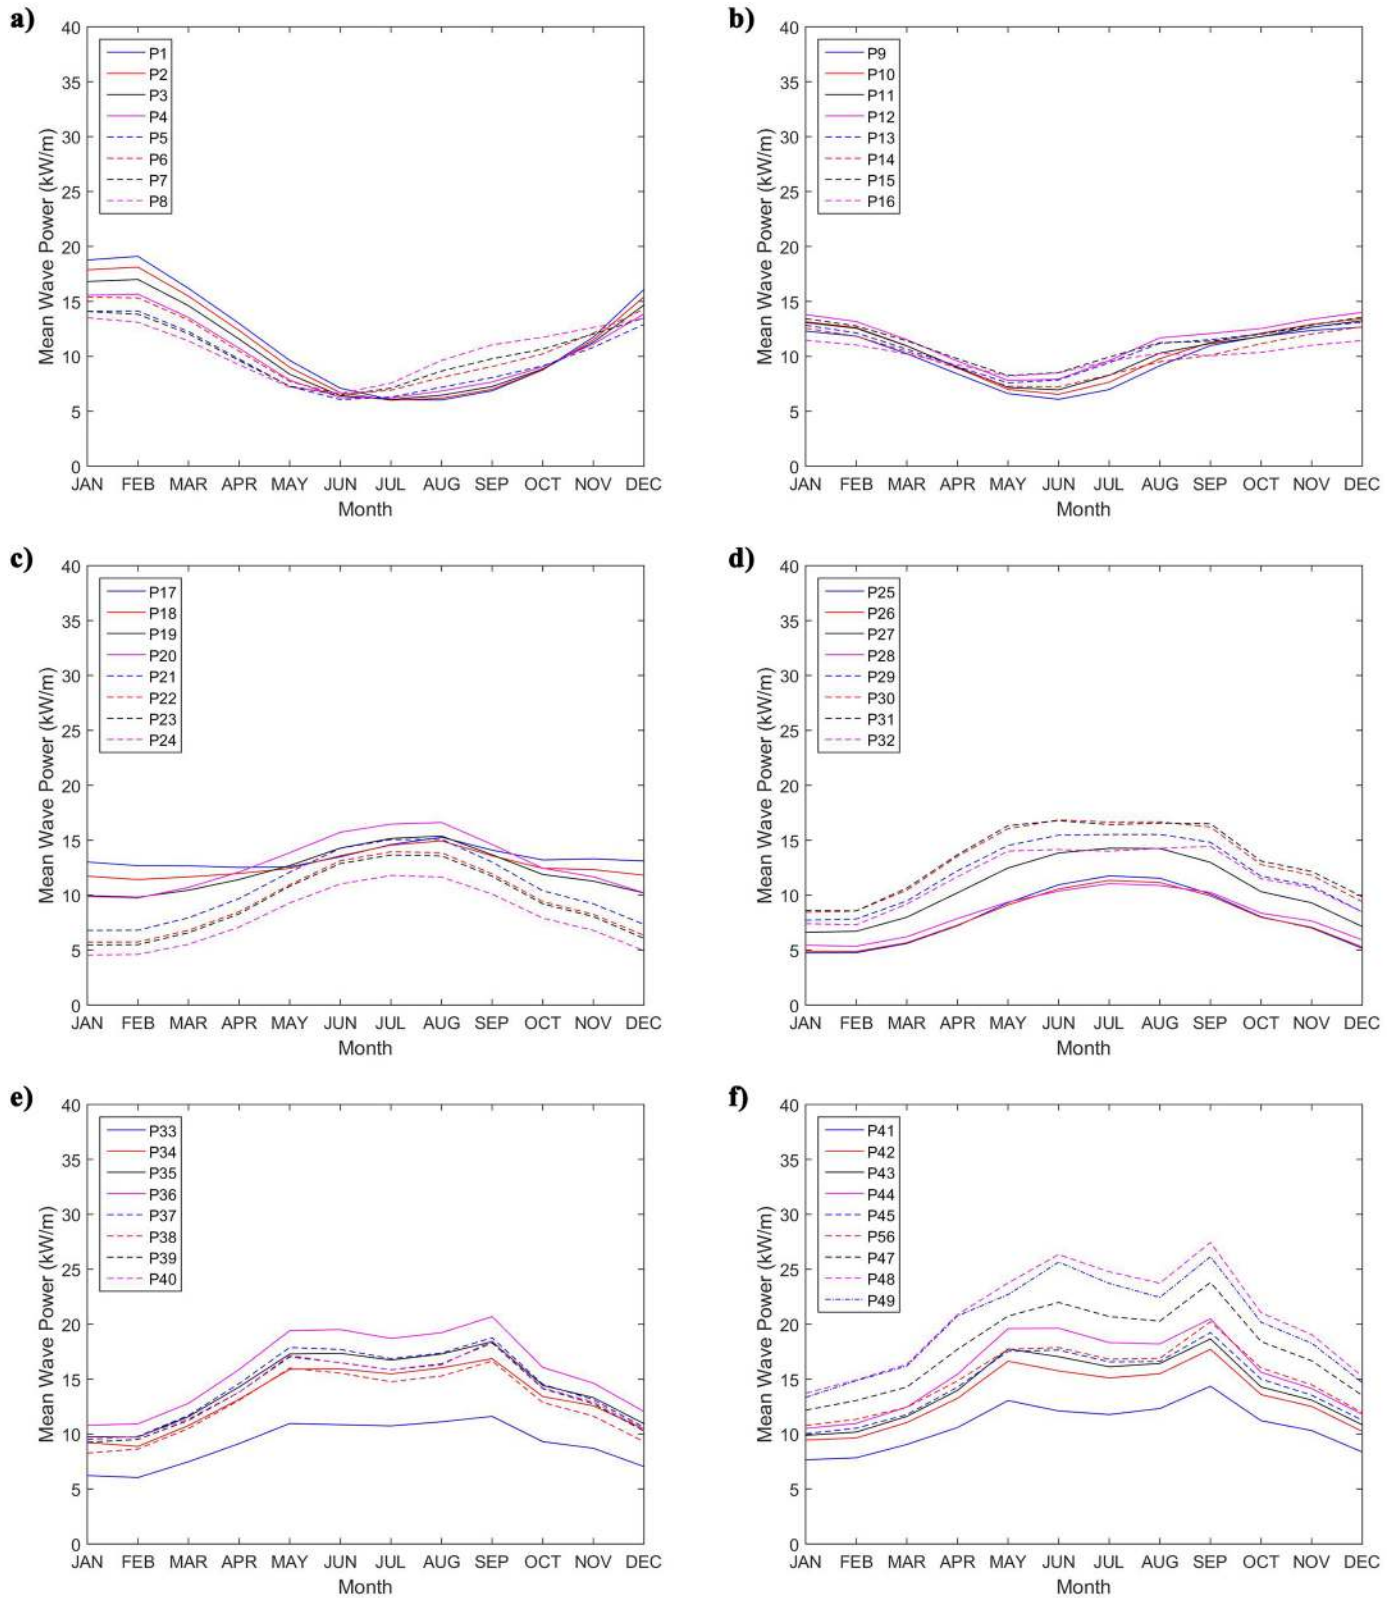 a)
40
35
30
25
20
15
10
5
0
Mean Wave Power (kW/m)
P1
P2
P3
P4
P5
P6
P7
P8
JAN FEB MAR APR MAY JUN JUL AUG SEP OCT NOV DEC
Month
b)
40
35
30
25
20
15
10
5
0
Mean Wave Power (kW/m)
P9
P10
P11
P12
P13
P14
P15
P16
JAN FEB MAR APR MAY JUN JUL AUG SEP OCT NOV DEC
Month
c)
40
35
30
25
20
15
10
5
0
Mean Wave Power (kW/m)
P17
P18
P19
P20
P21
P22
P23
P24
JAN FEB MAR APR MAY JUN JUL AUG SEP OCT NOV DEC
Month
d)
40
35
30
25
20
15
10
5
0
Mean Wave Power (kW/m)
P25
P26
P27
P28
P29
P30
P31
P32
JAN FEB MAR APR MAY JUN JUL AUG SEP OCT NOV DEC
Month
e)
40
35
30
25
20
15
10
5
0
Mean Wave Power (kW/m)
P33
P34
P35
P36
P37
P38
P39
P40
JAN FEB MAR APR MAY JUN JUL AUG SEP OCT NOV DEC
Month
f)
40
35
30
25
20
15
10
5
0
Mean Wave Power (kW/m)
P41
P42
P43
P44
P45
P56
P47
P48
P49
JAN FEB MAR APR MAY JUN JUL AUG SEP OCT NOV DEC
Month